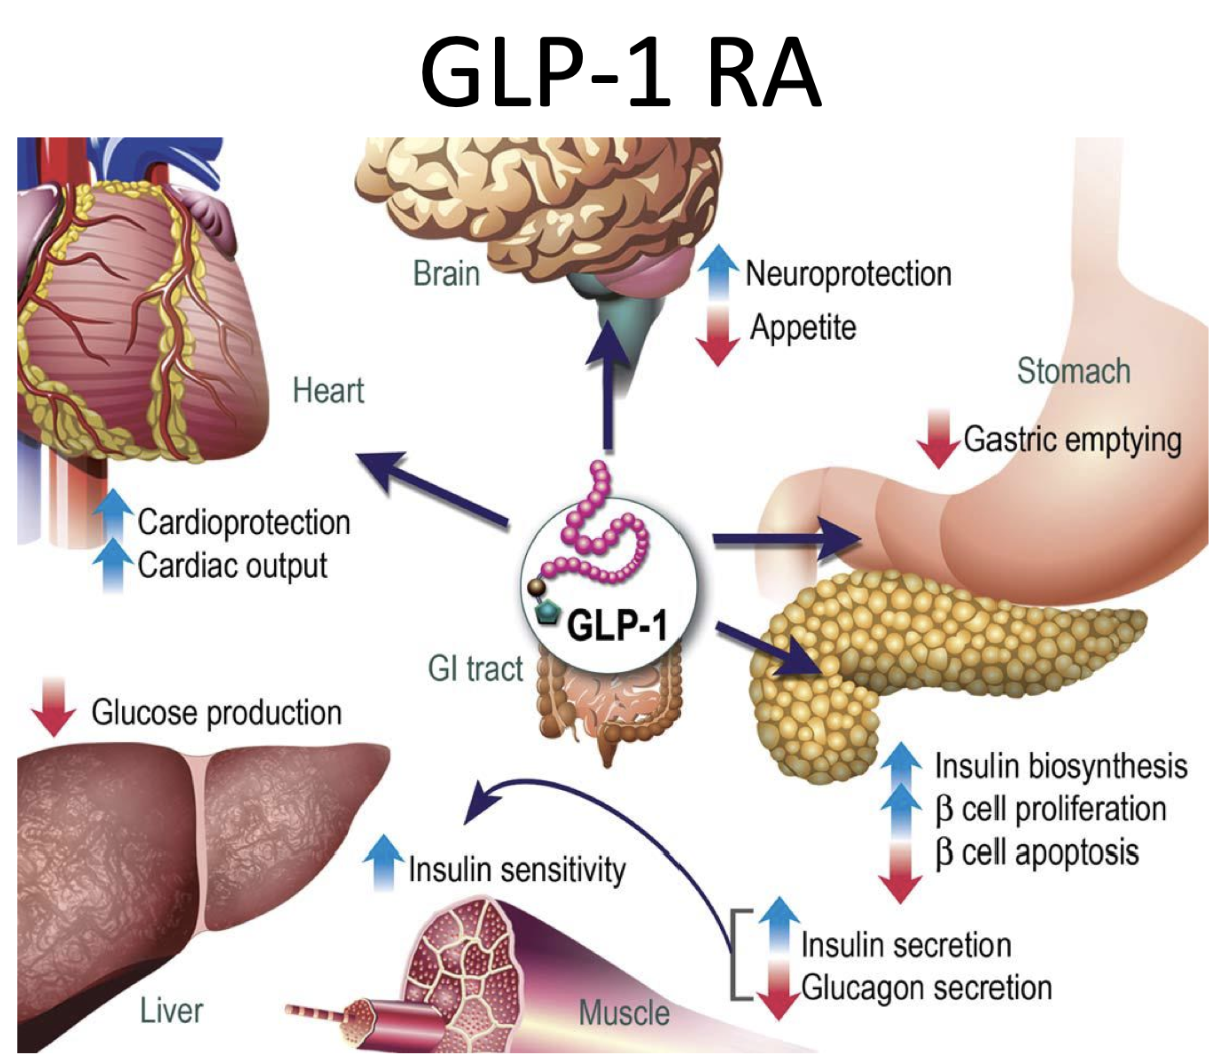 GLP-1 RA
Brain
Neuroprotection
Appetite
Heart
Stomach
Gastric emptying
Cardioprotection
Cardiac output
GLP-1
GI tract
Glucose production
Insulin biosynthesis
β cell proliferation
β cell apoptosis
Insulin sensitivity
Insulin secretion
Glucagon secretion
Liver
Muscle